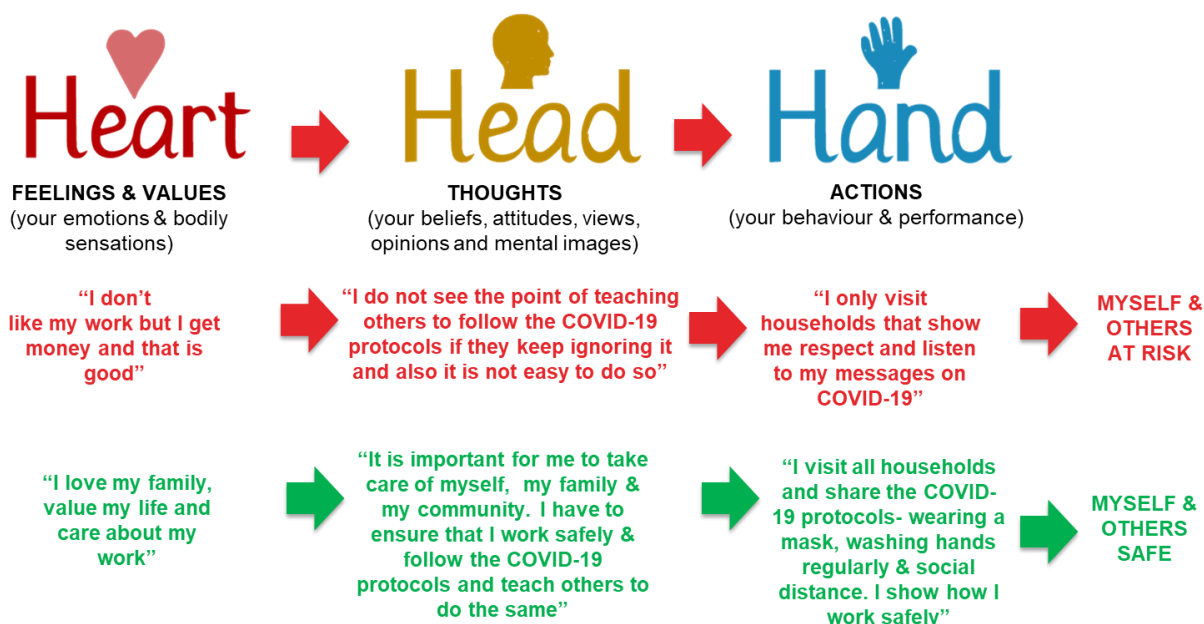 Heart
Head
Hand
FEELINGS & VALUES
(your emotions & bodily
sensations)
THOUGHTS
(your beliefs, attitudes, views,
opinions and mental images)
ACTIONS
(your behaviour & performance)
“I don’t
like my work but I get
money and that is
good”
“I do not see the point of teaching
others to follow the COVID-19
protocols if they keep ignoring it
and also it is not easy to do so”
“I only visit
households that show
me respect and listen
to my messages on
COVID-19”
MYSELF &
OTHERS
AT RISK
“I love my family,
value my life and
care about my
work”
“It is important for me to take
care of myself,  my family &
my community. I have to
ensure that I work safely &
follow the COVID-19
protocols and teach others to
do the same”
“I visit all households
and share the COVID-
19 protocols- wearing a
mask, washing hands
regularly & social
distance. I show how I
work safely”
MYSELF &
OTHERS
SAFE